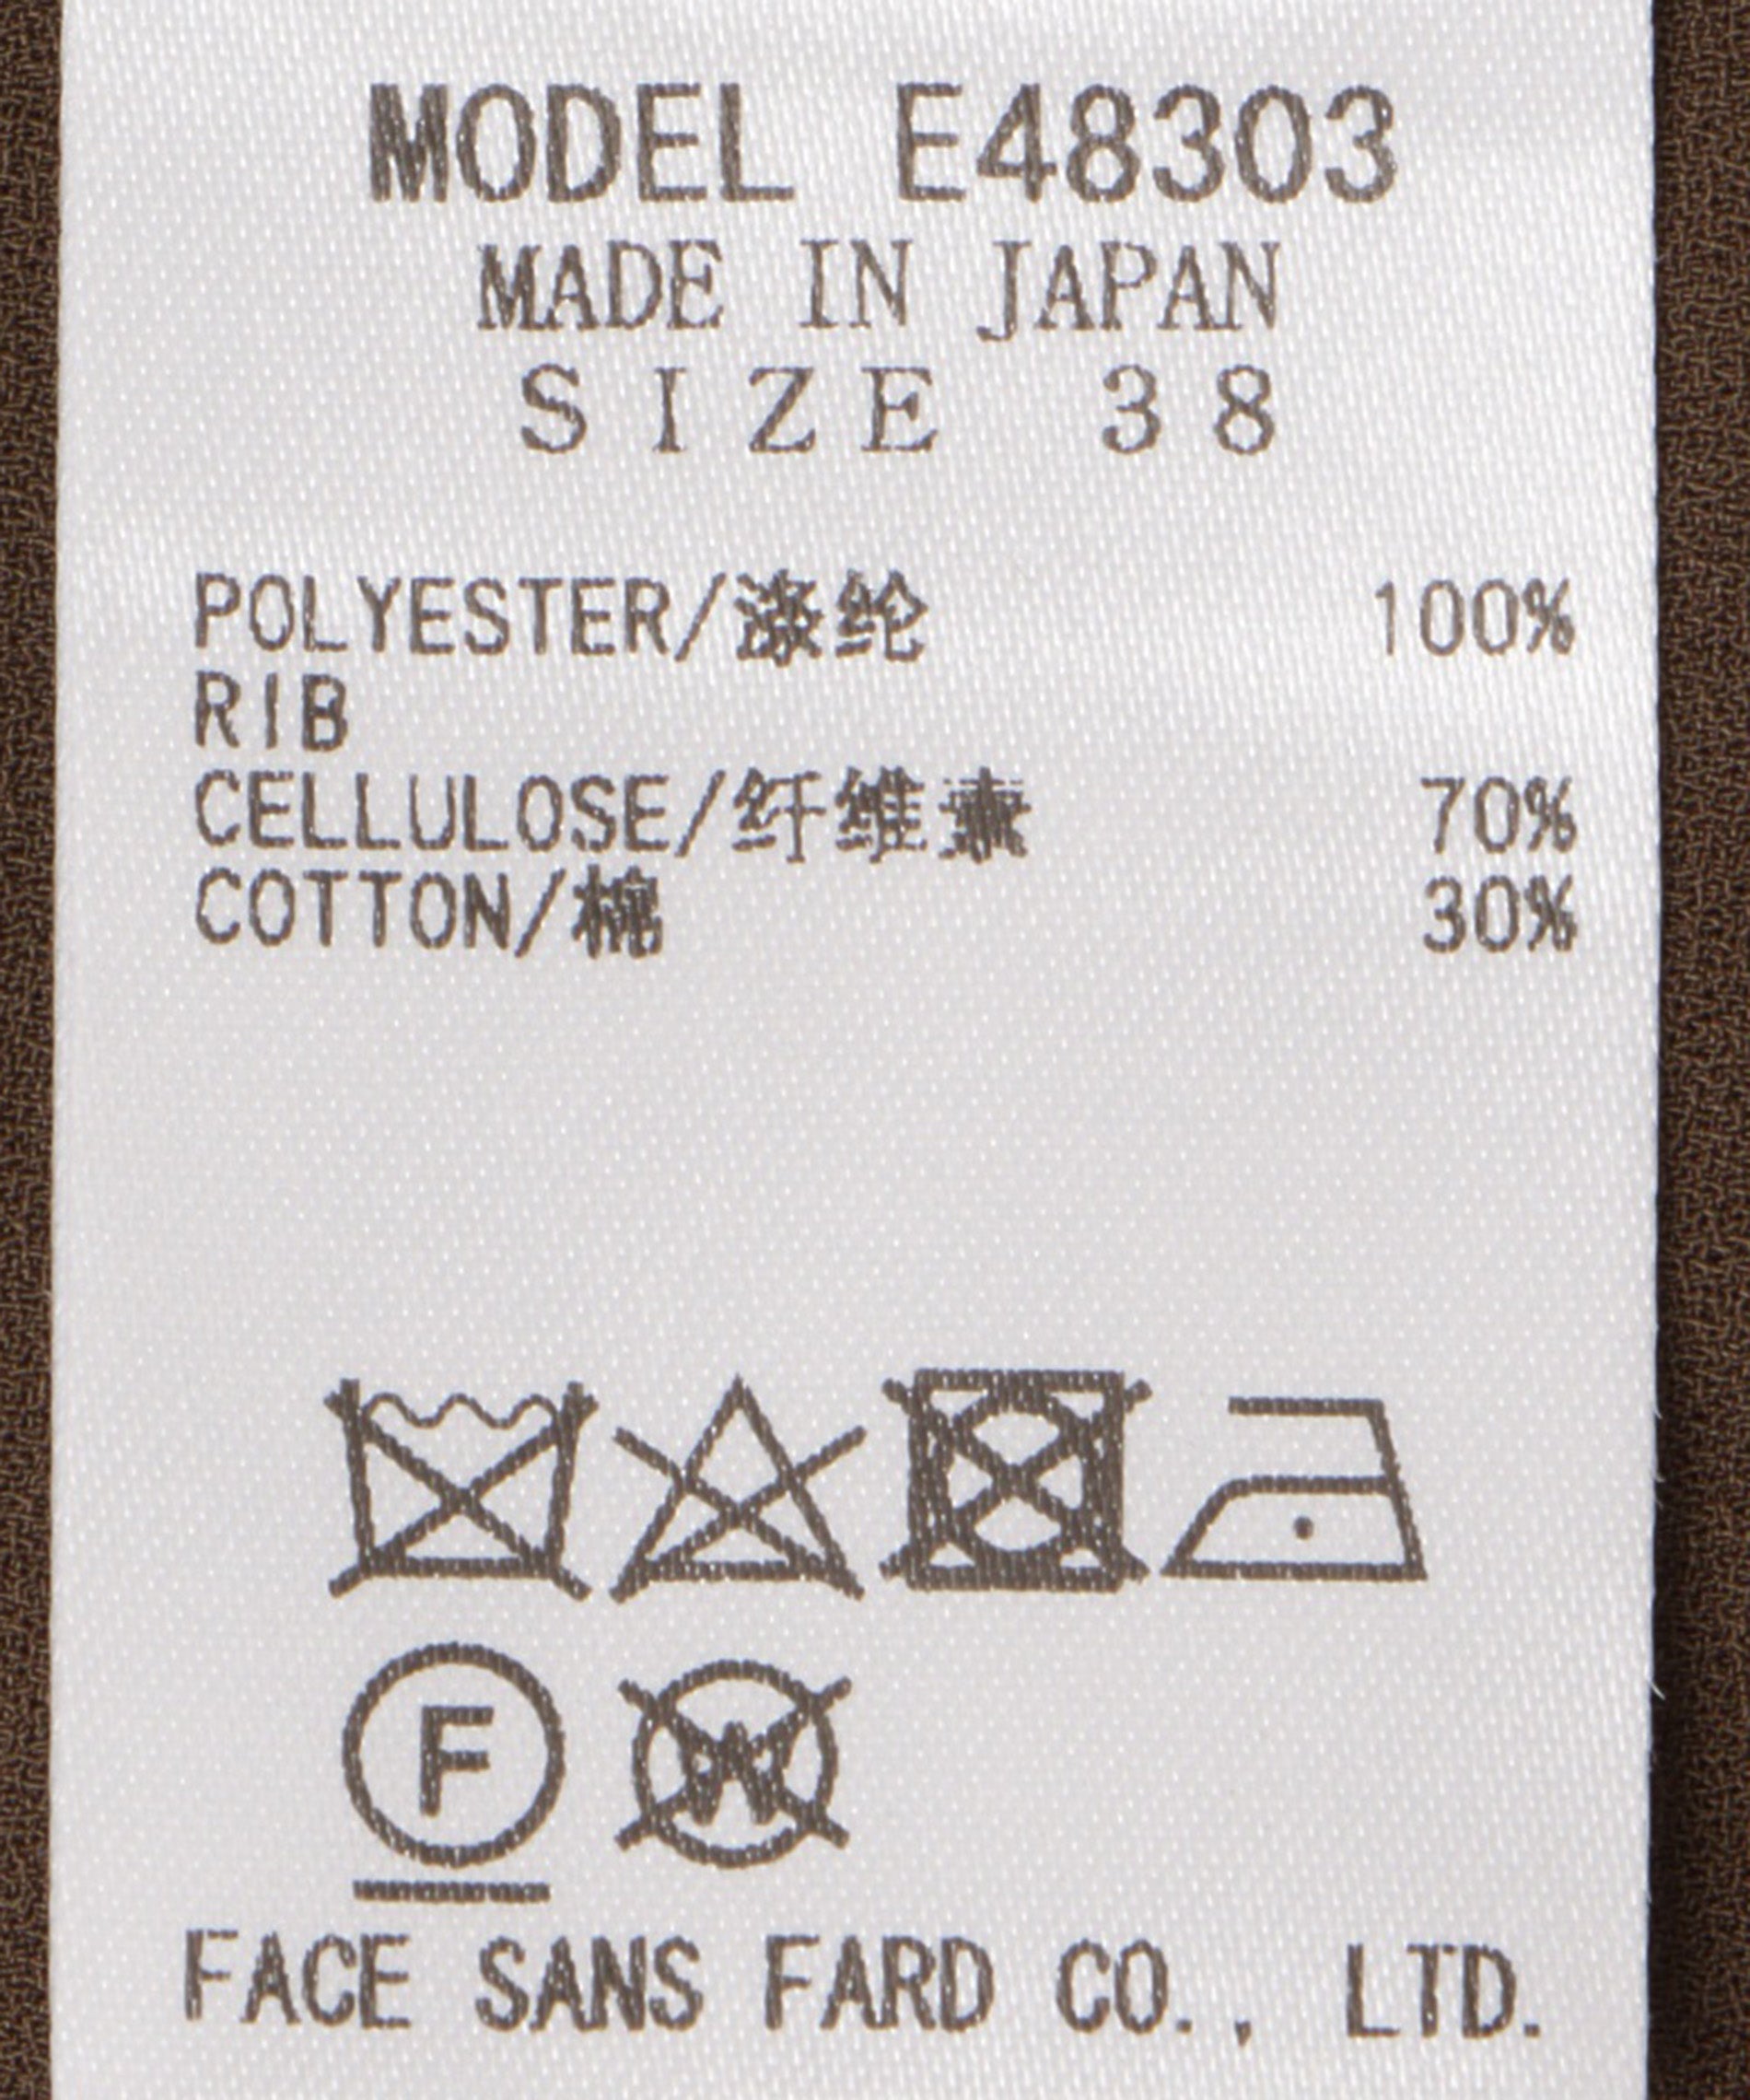 MODEL E48303
MADE IN JAPAN
SIZE 38
POLYESTER/涤纶 100%
RIB
CELLULOSE/纤维素 70%
COTTON/棉 30%
F W
FACE SANS FARD CO., LTD.